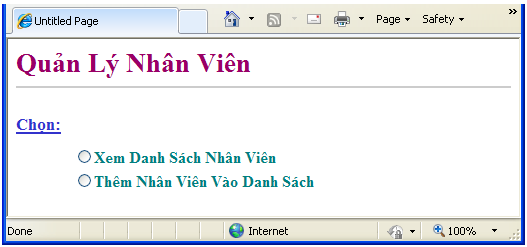 Untitled Page
Page
Safety
»
Quản Lý Nhân Viên
Chọn:
Xem Danh Sách Nhân Viên
Thêm Nhân Viên Vào Danh Sách
Done
Internet
100%